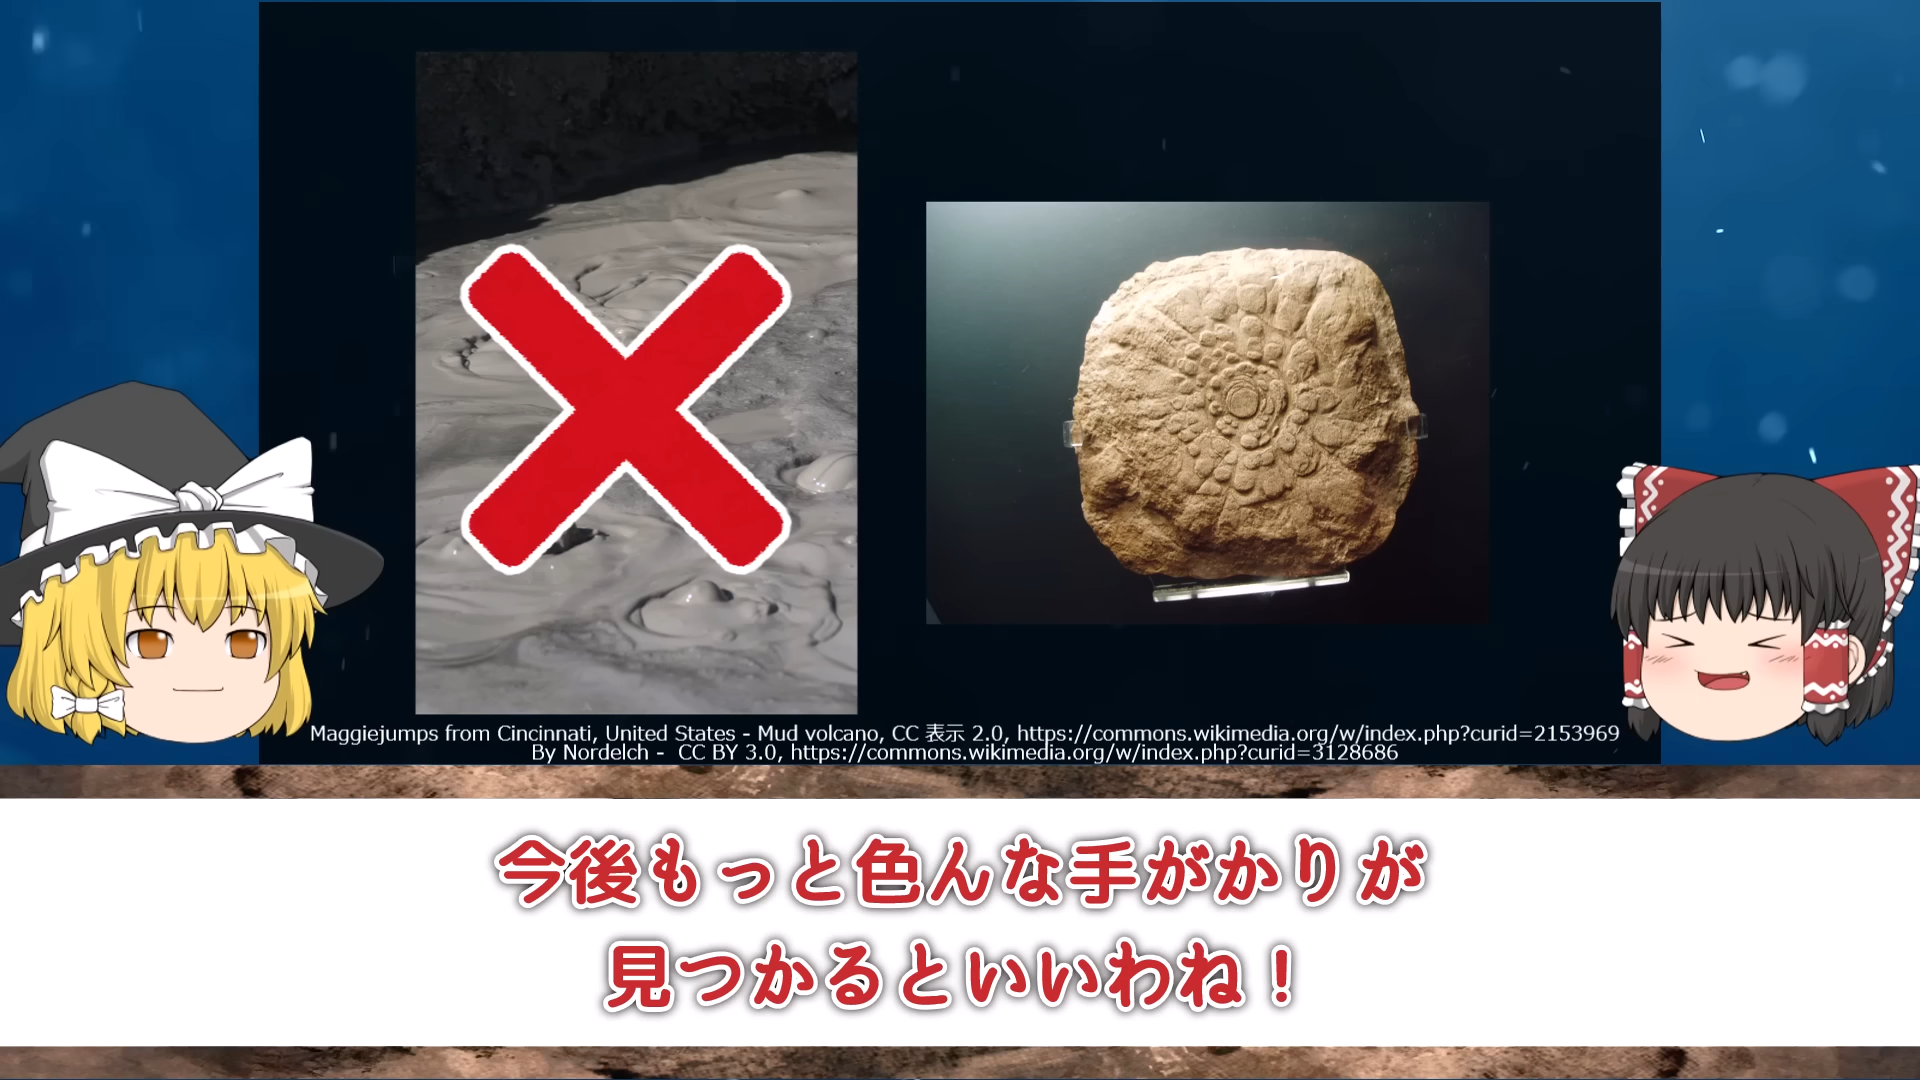 Maggiejumps from Cincinnati, United States - Mud volcano, CC 表示 2.0, https://commons.wikimedia.org/w/index.php?curid=2153969
By Nordelch -  CC BY 3.0, https://commons.wikimedia.org/w/index.php?curid=3128686
今後もっと色んな手がかりが
見つかるといいわね！